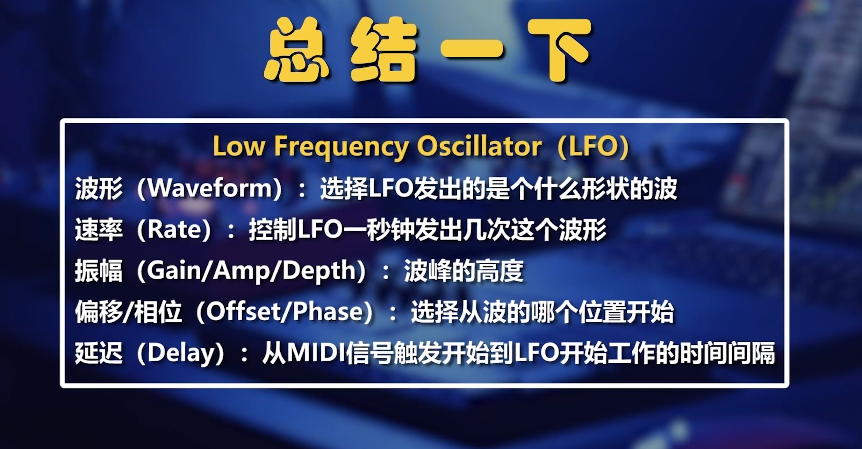 总结一下
Low Frequency Oscillator（LFO）
波形（Waveform）：选择LFO发出的是个什么形状的波
速率（Rate）：控制LFO一秒钟发出几次这个波形
振幅（Gain/Amp/Depth）：波峰的高度
偏移/相位（Offset/Phase）：选择从波的哪个位置开始
延迟（Delay）：从MIDI信号触发开始到LFO开始工作的时间间隔